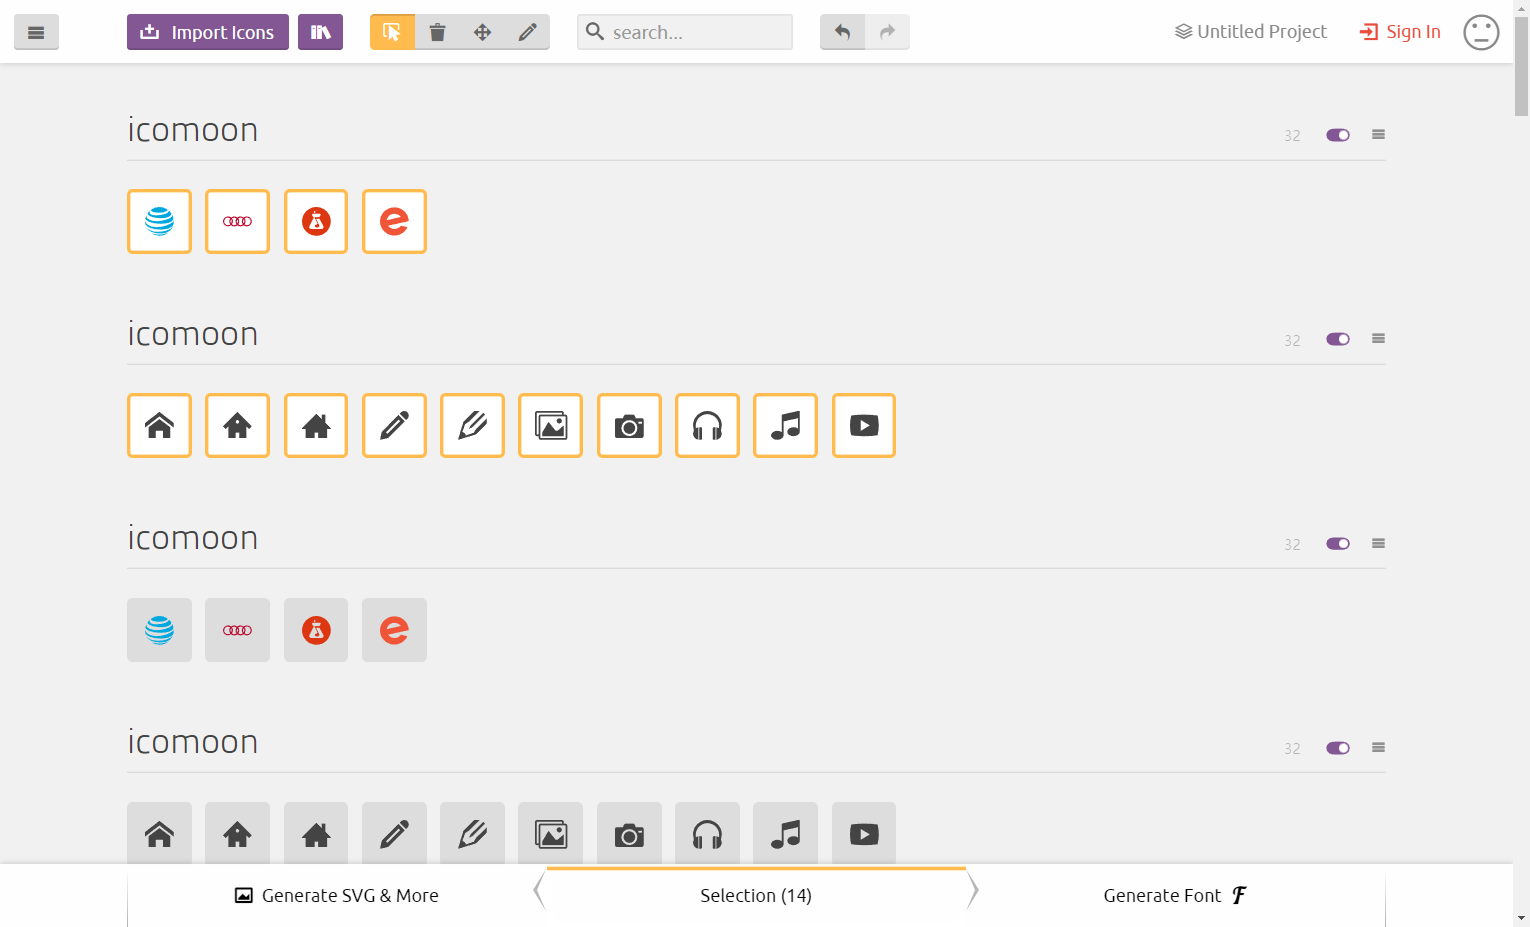 Import Icons
search...
Untitled Project
Sign In
icomoon
32
icomoon
32
icomoon
32
icomoon
32
Generate SVG & More
Selection (14)
Generate Font